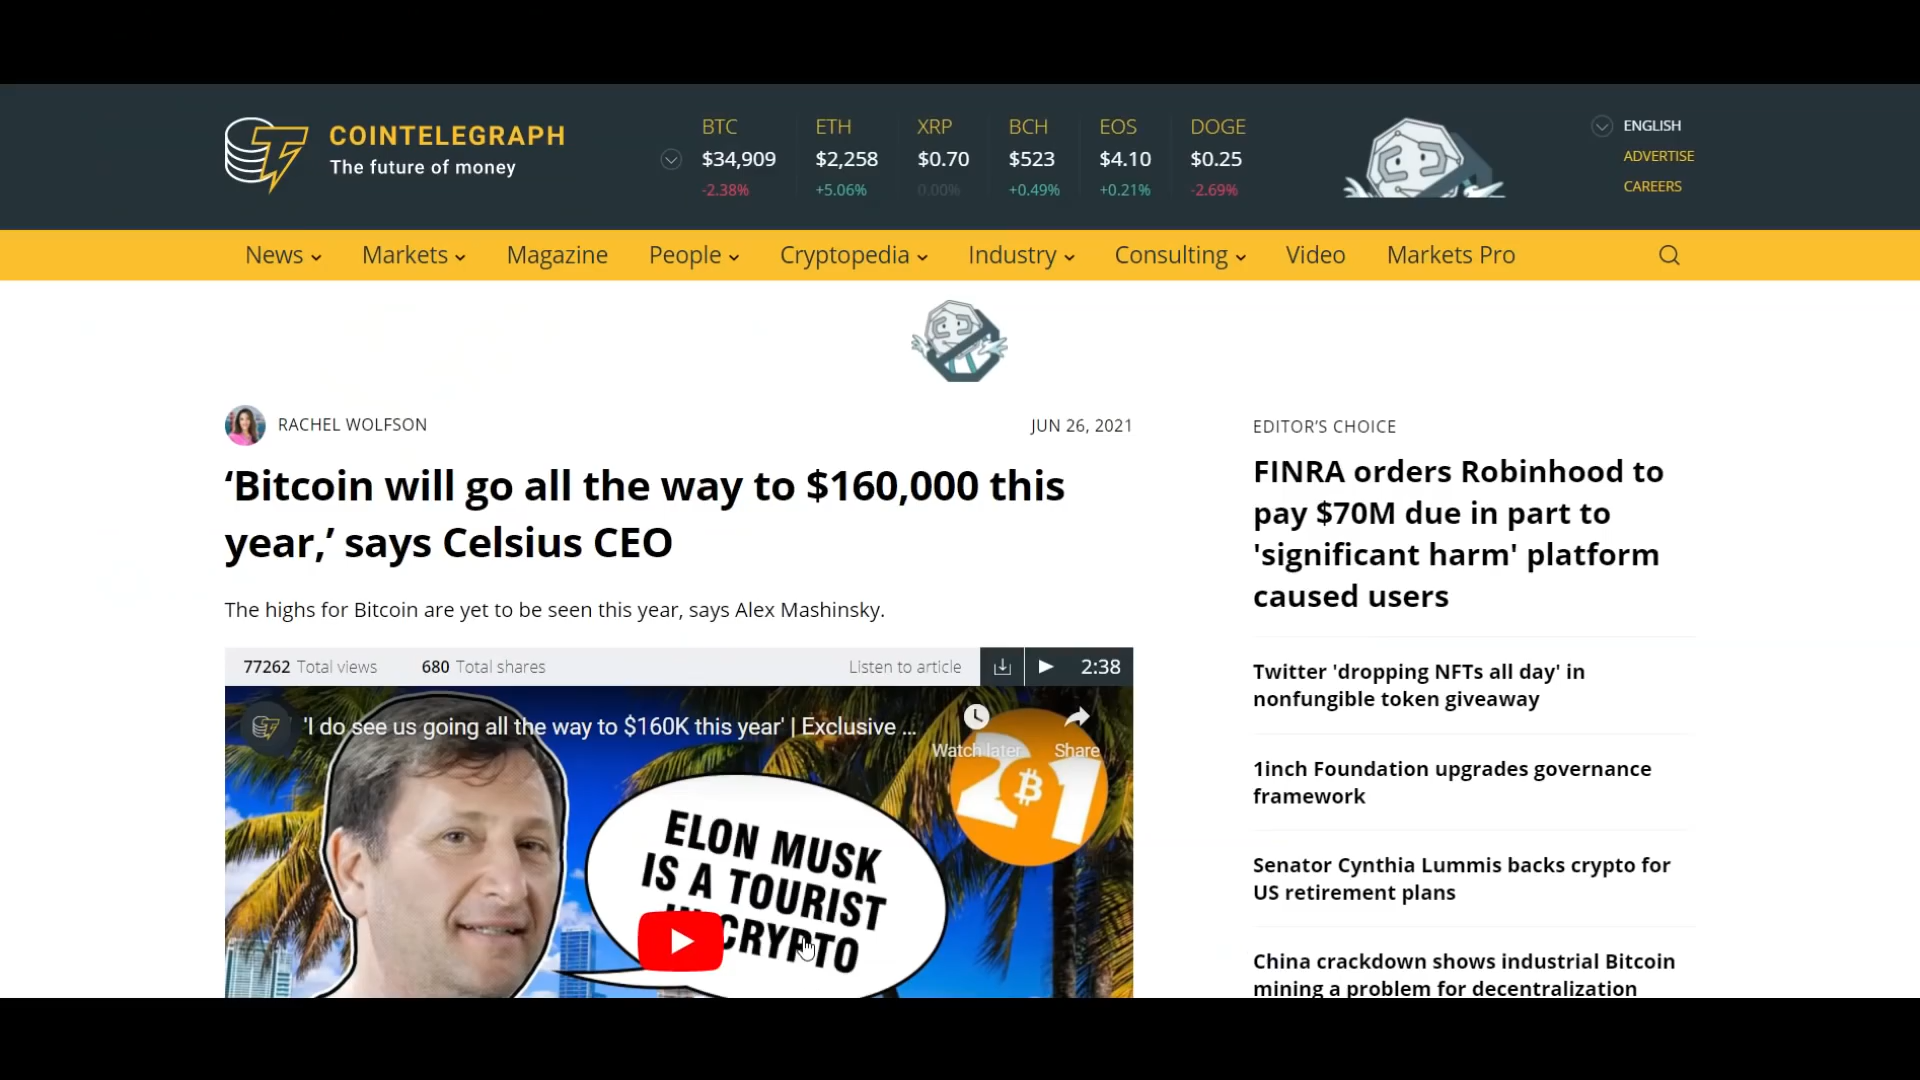 COINTELEGRAPH
The future of money
BTC ETH XRP BCH EOS DOGE
$34,909 $2,258 $0.70 $523 $4.10 $0.25
-2.38% +5.06% 0.00% +0.49% +0.21% -2.69%
ENGLISH
ADVERTISE
CAREERS
News Markets Magazine People Cryptopedia Industry Consulting Video Markets Pro
RACHEL WOLFSON
JUN 26, 2021
‘Bitcoin will go all the way to $160,000 this
year,’ says Celsius CEO
The highs for Bitcoin are yet to be seen this year, says Alex Mashinsky.
77262 Total views 680 Total shares Listen to article 2:38
'I do see us going all the way to $160K this year' | Exclusive ...
Watch later Share
21
ELON MUSK
IS A TOURIST
CRYPTO
EDITOR’S CHOICE
FINRA orders Robinhood to
pay $70M due in part to
'significant harm' platform
caused users
Twitter 'dropping NFTs all day' in
nonfungible token giveaway
1inch Foundation upgrades governance
framework
Senator Cynthia Lummis backs crypto for
US retirement plans
China crackdown shows industrial Bitcoin
mining a problem for decentralization